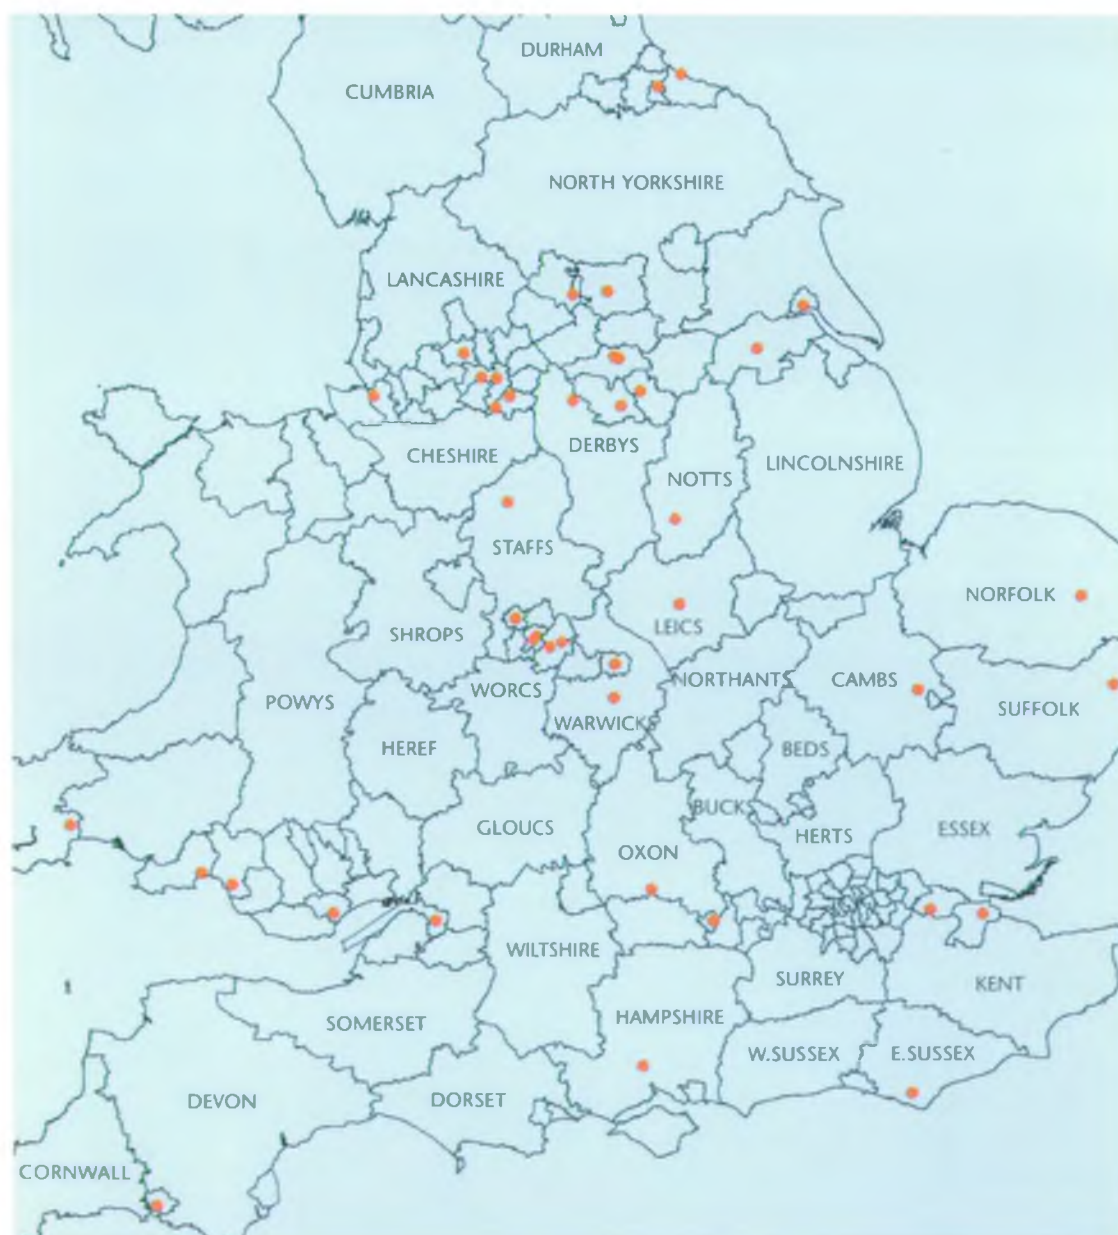 DURHAM
CUMBRIA
NORTH YORKSHIRE
LANCASHIRE
DERBYS
CHESHIRE
LINCOLNSHIRE
NOTTS
STAFFS
NORFOLK
LEICS
SHROPS
NORTHANTS
CAMBS
WORCS
POWYS
SUFFOLK
WARWICKS
HEREF
BEDS
BUCKS
GLOUCS
ESSEX
HERTS
OXON
WILTSHIRE
SURREY
KENT
HAMPSHIRE
SOMERSET
W.SUSSEX
E.SUSSEX
DEVON
DORSET
CORNWALL